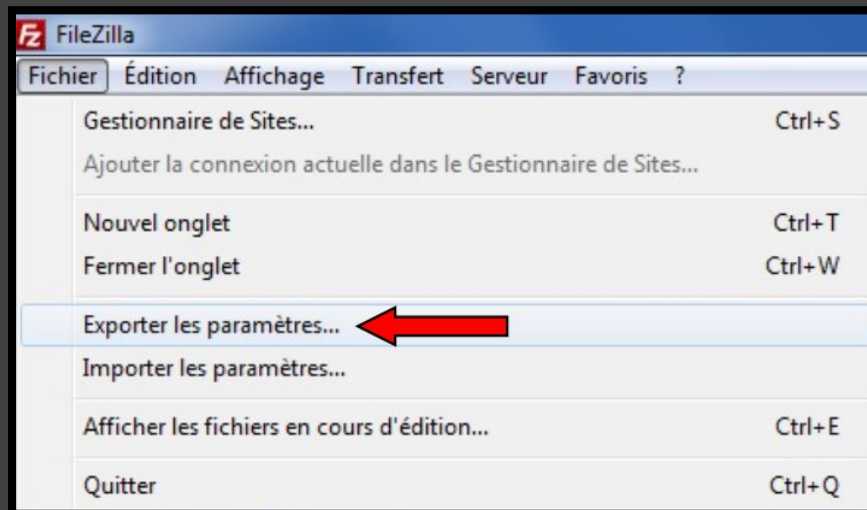 FZ FileZilla
Fichier Édition Affichage Transfert Serveur Favoris ?
Gestionnaire de Sites... Ctrl+S
Ajouter la connexion actuelle dans le Gestionnaire de Sites...
Nouvel onglet Ctrl+T
Fermer l'onglet Ctrl+W
Exporter les paramètres...
Importer les paramètres...
Afficher les fichiers en cours d'édition... Ctrl+E
Quitter Ctrl+Q